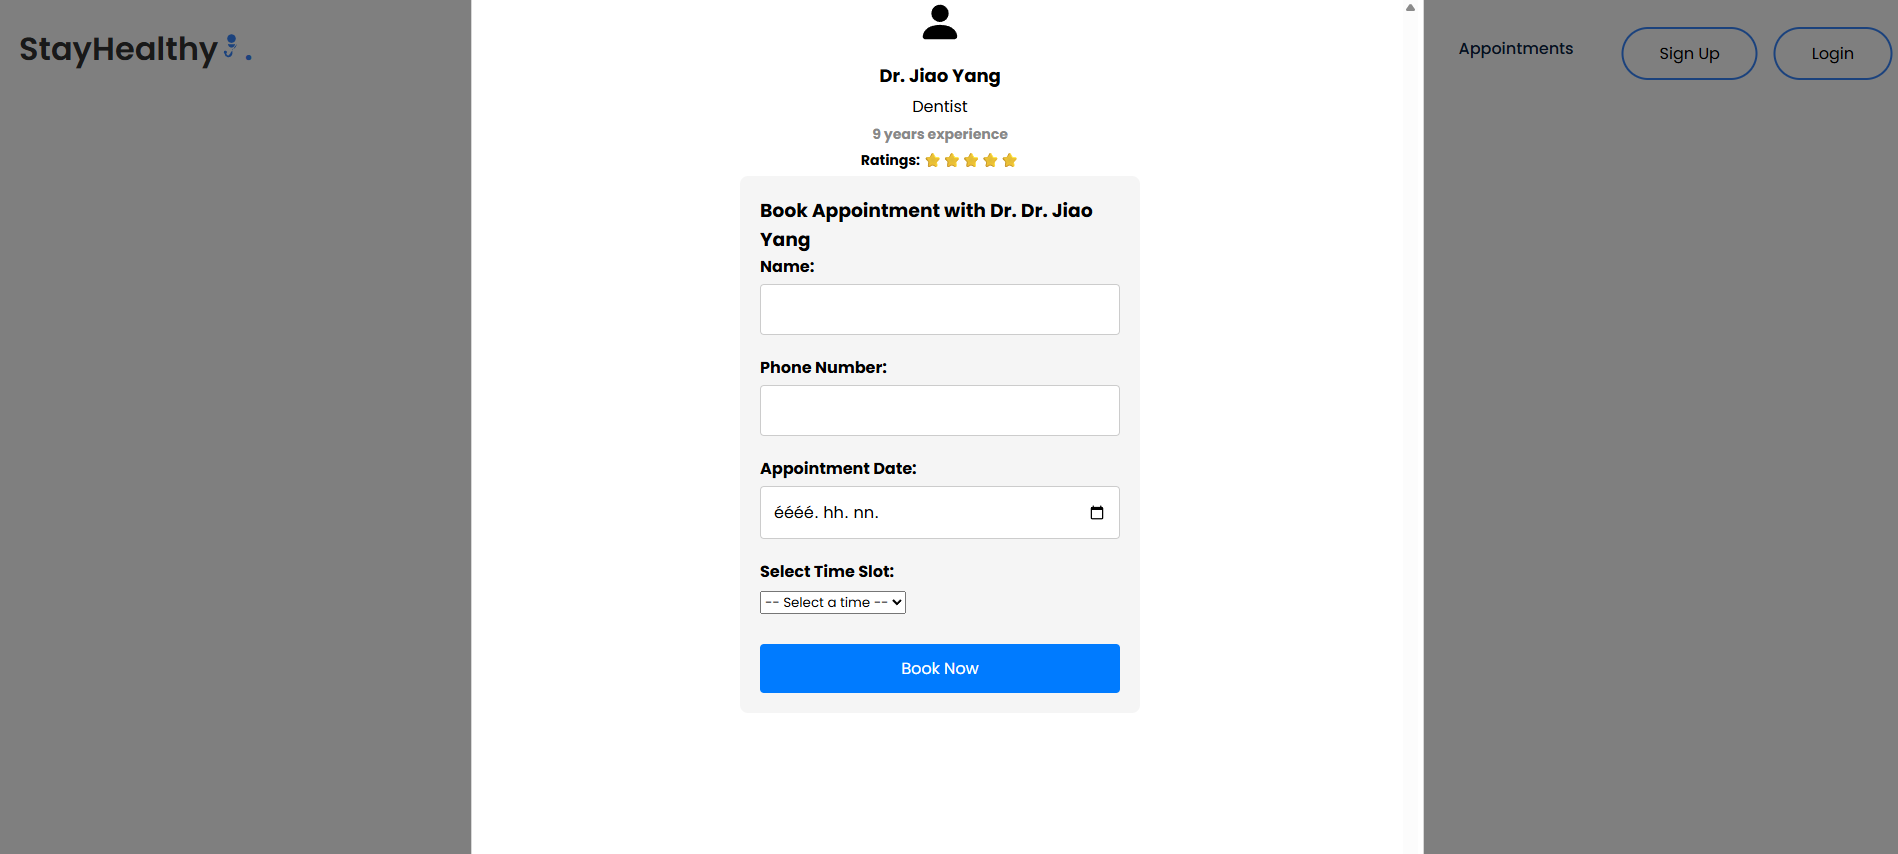 StayHealthy.
Appointments
Sign Up
Login
Dr. Jiao Yang
Dentist
9 years experience
Ratings:
Book Appointment with Dr. Dr. Jiao
Yang
Name:
Phone Number:
Appointment Date:
éééé. hh. nn.
Select Time Slot:
-- Select a time --
Book Now